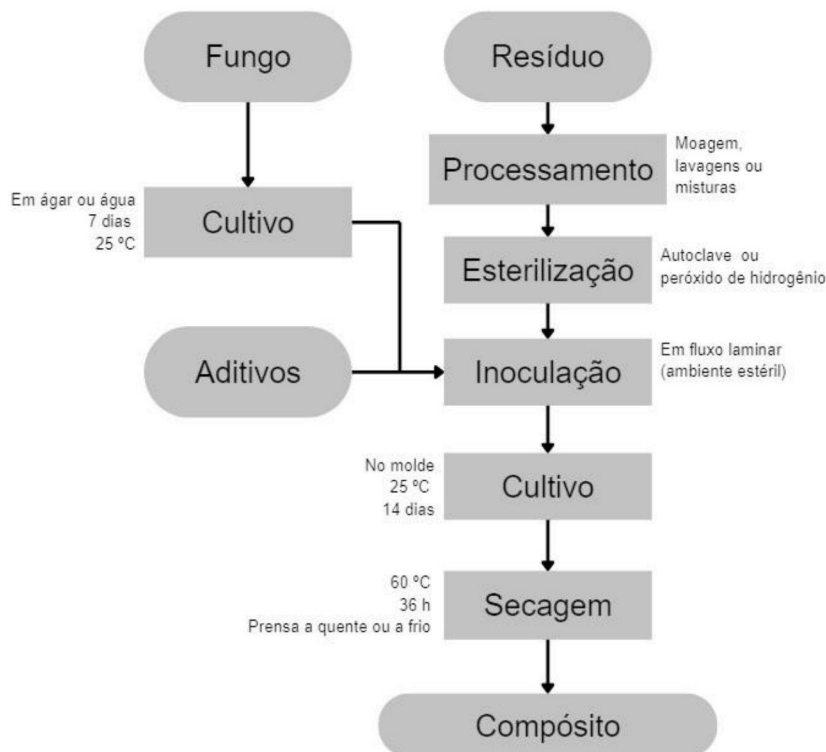 Fungo
Resíduo
Processamento
Moagem,
lavagens ou
misturas
Em ágar ou água
7 dias
25 ºC
Cultivo
Esterilização
Autoclave ou
peróxido de hidrogênio
Aditivos
Inoculação
Em fluxo laminar
(ambiente estéril)
No molde
25 ºC
14 dias
Cultivo
60 ºC
36 h
Prensa a quente ou a frio
Secagem
Compósito